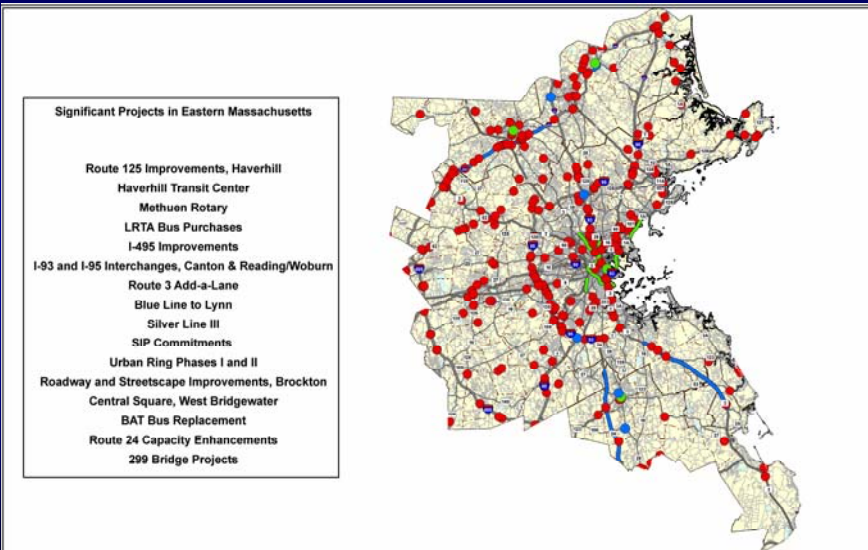 Significant Projects in Eastern Massachusetts
Route 125 Improvements, Haverhill
Haverhill Transit Center
Methuen Rotary
LRTA Bus Purchases
I-495 Improvements
I-93 and I-95 Interchanges, Canton & Reading/Woburn
Route 3 Add-a-Lane
Blue Line to Lynn
Silver Line III
SIP Commitments
Urban Ring Phases I and II
Roadway and Streetscape Improvements, Brockton
Central Square, West Bridgewater
BAT Bus Replacement
Route 24 Capacity Enhancements
299 Bridge Projects